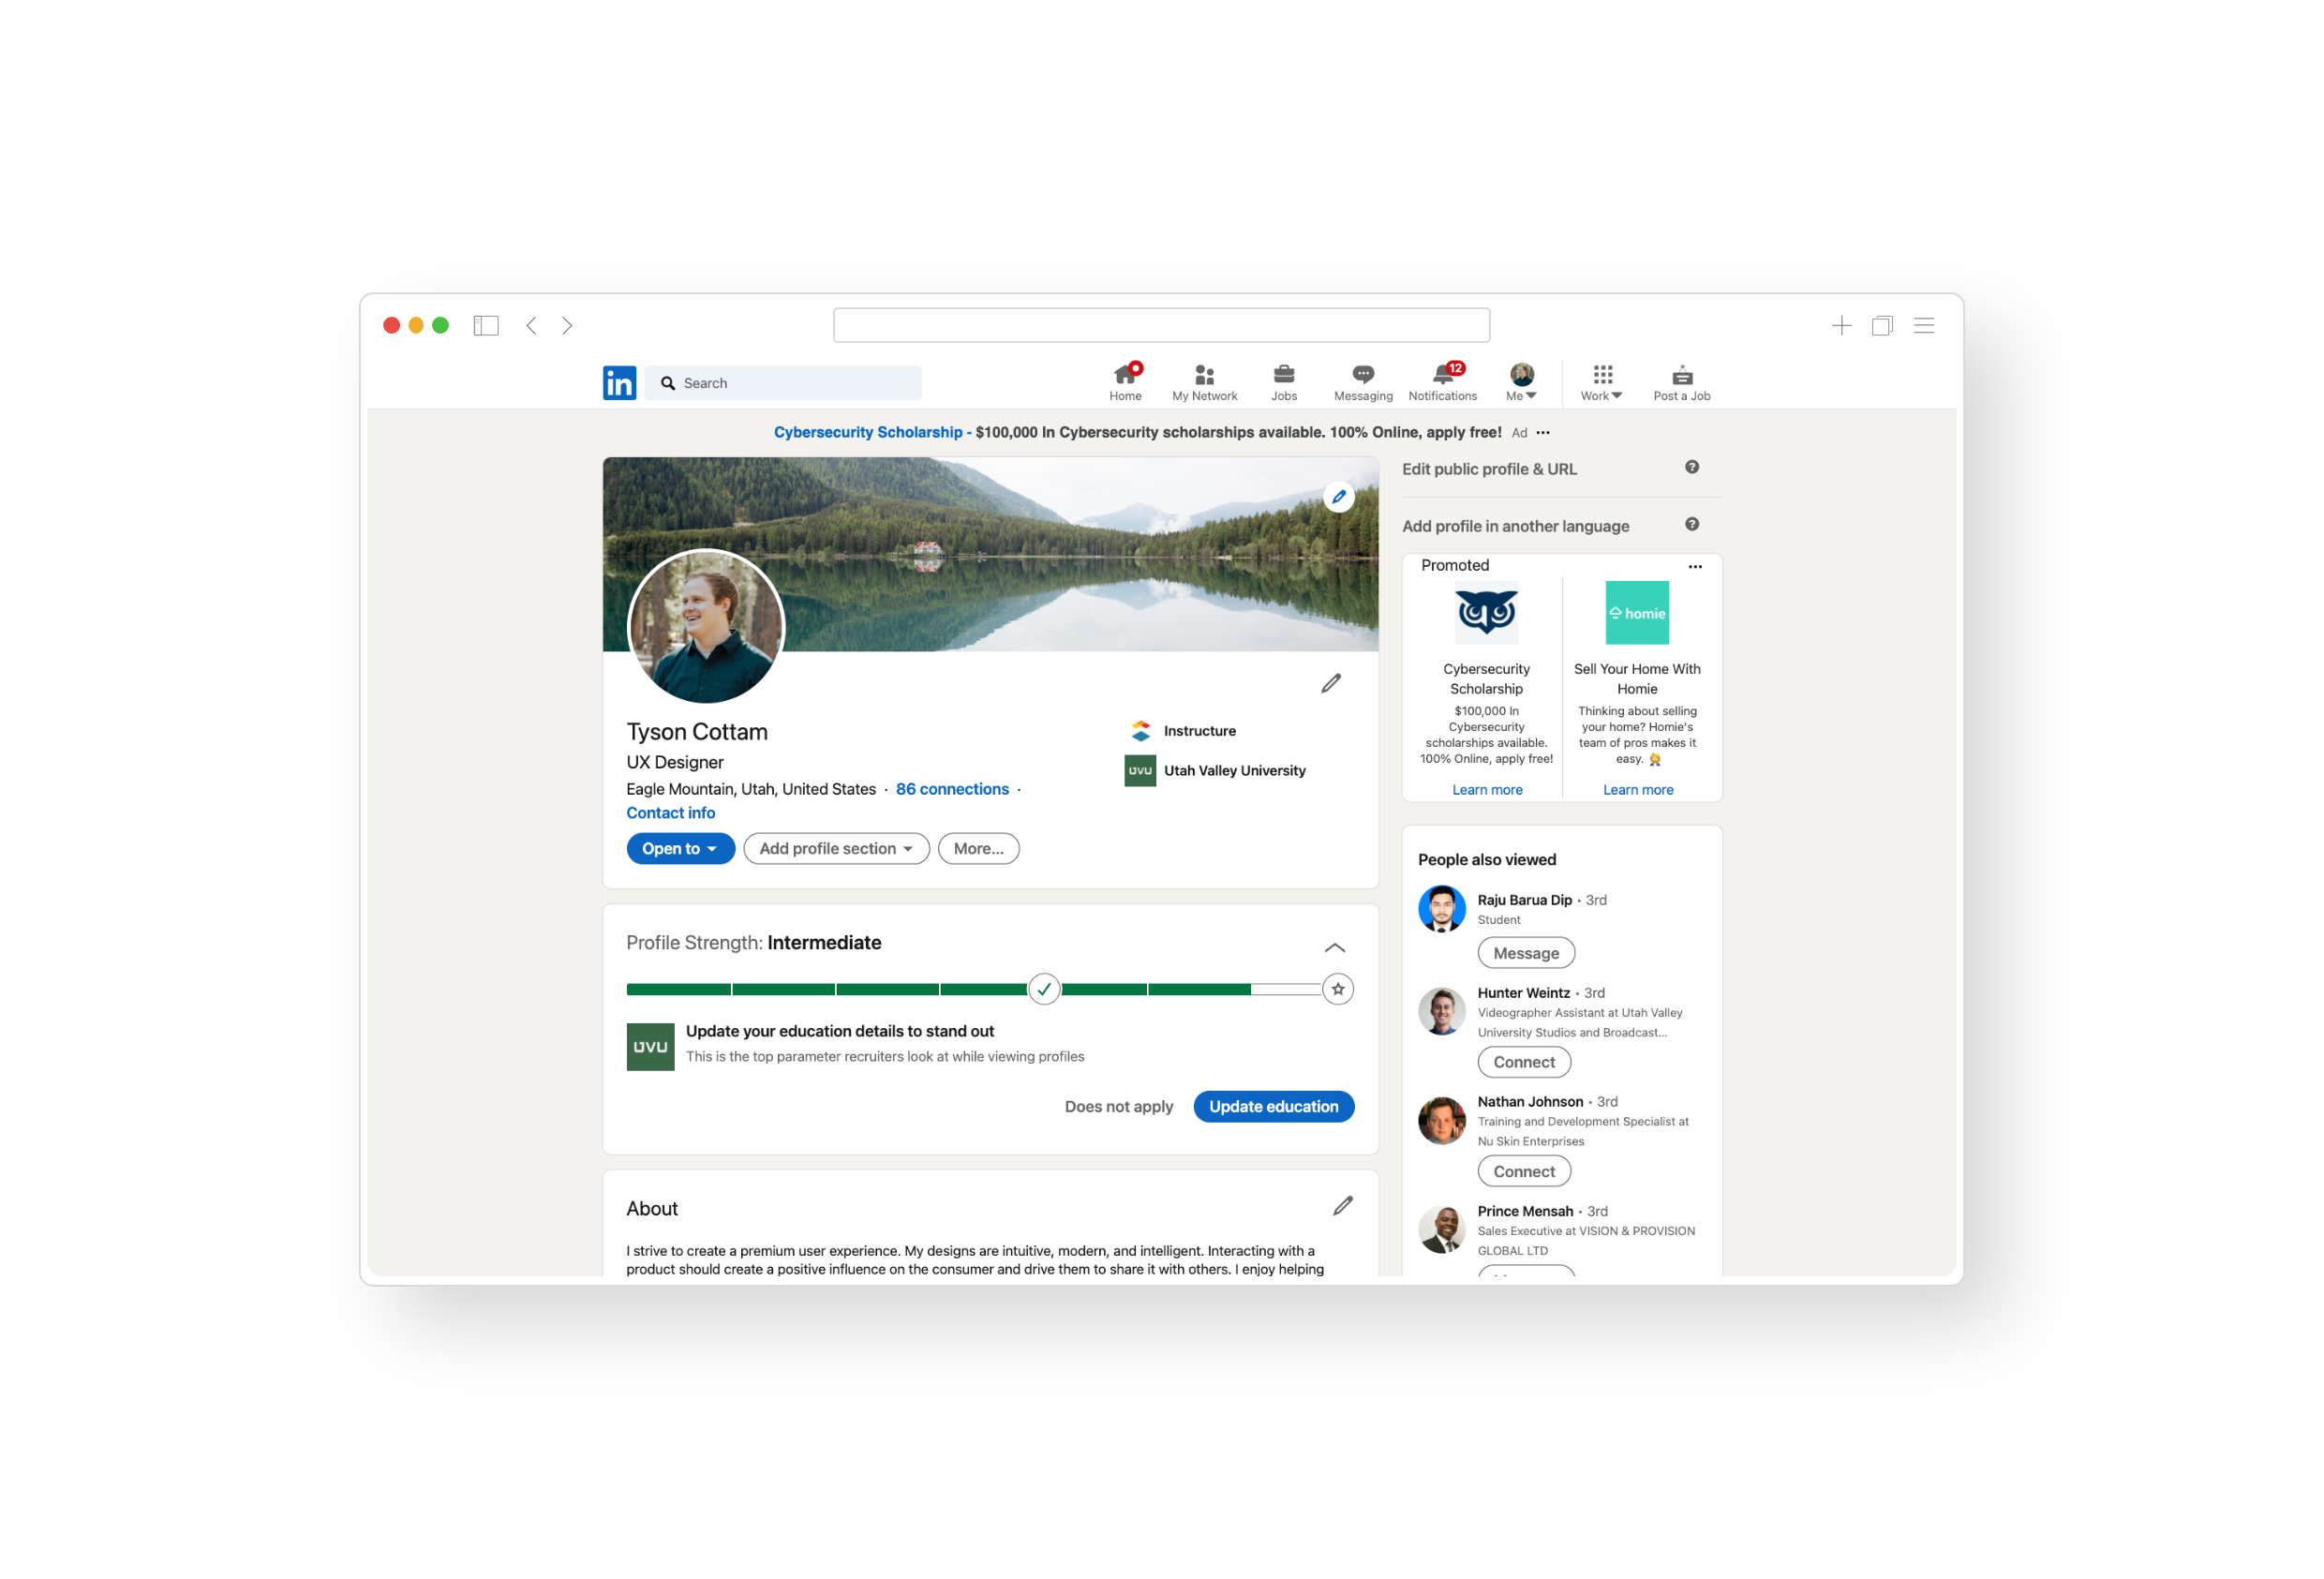 in
Search
Home
My Network
Jobs
Messaging
12
Notifications
Me
Work
Post a Job
Cybersecurity Scholarship - $100,000 In Cybersecurity scholarships available. 100% Online, apply free! Ad
Tyson Cottam
UX Designer
Eagle Mountain, Utah, United States · 86 connections ·
Contact info
Open to
Add profile section
More...
Instructure
UVU
Utah Valley University
Profile Strength: Intermediate
UVU
Update your education details to stand out
This is the top parameter recruiters look at while viewing profiles
Does not apply
Update education
About
I strive to create a premium user experience. My designs are intuitive, modern, and intelligent. Interacting with a
product should create a positive influence on the consumer and drive them to share it with others. I enjoy helping
Edit public profile & URL
?
Add profile in another language
?
Promoted
Cybersecurity
Scholarship
$100,000 In
Cybersecurity
scholarships available.
100% Online, apply free!
Learn more
homie
Sell Your Home With
Homie
Thinking about selling
your home? Homie's
team of pros makes it
easy.
Learn more
People also viewed
Raju Barua Dip • 3rd
Student
Message
Hunter Weintz • 3rd
Videographer Assistant at Utah Valley
University Studios and Broadcast...
Connect
Nathan Johnson • 3rd
Training and Development Specialist at
Nu Skin Enterprises
Connect
Prince Mensah • 3rd
Sales Executive at VISION & PROVISION
GLOBAL LTD